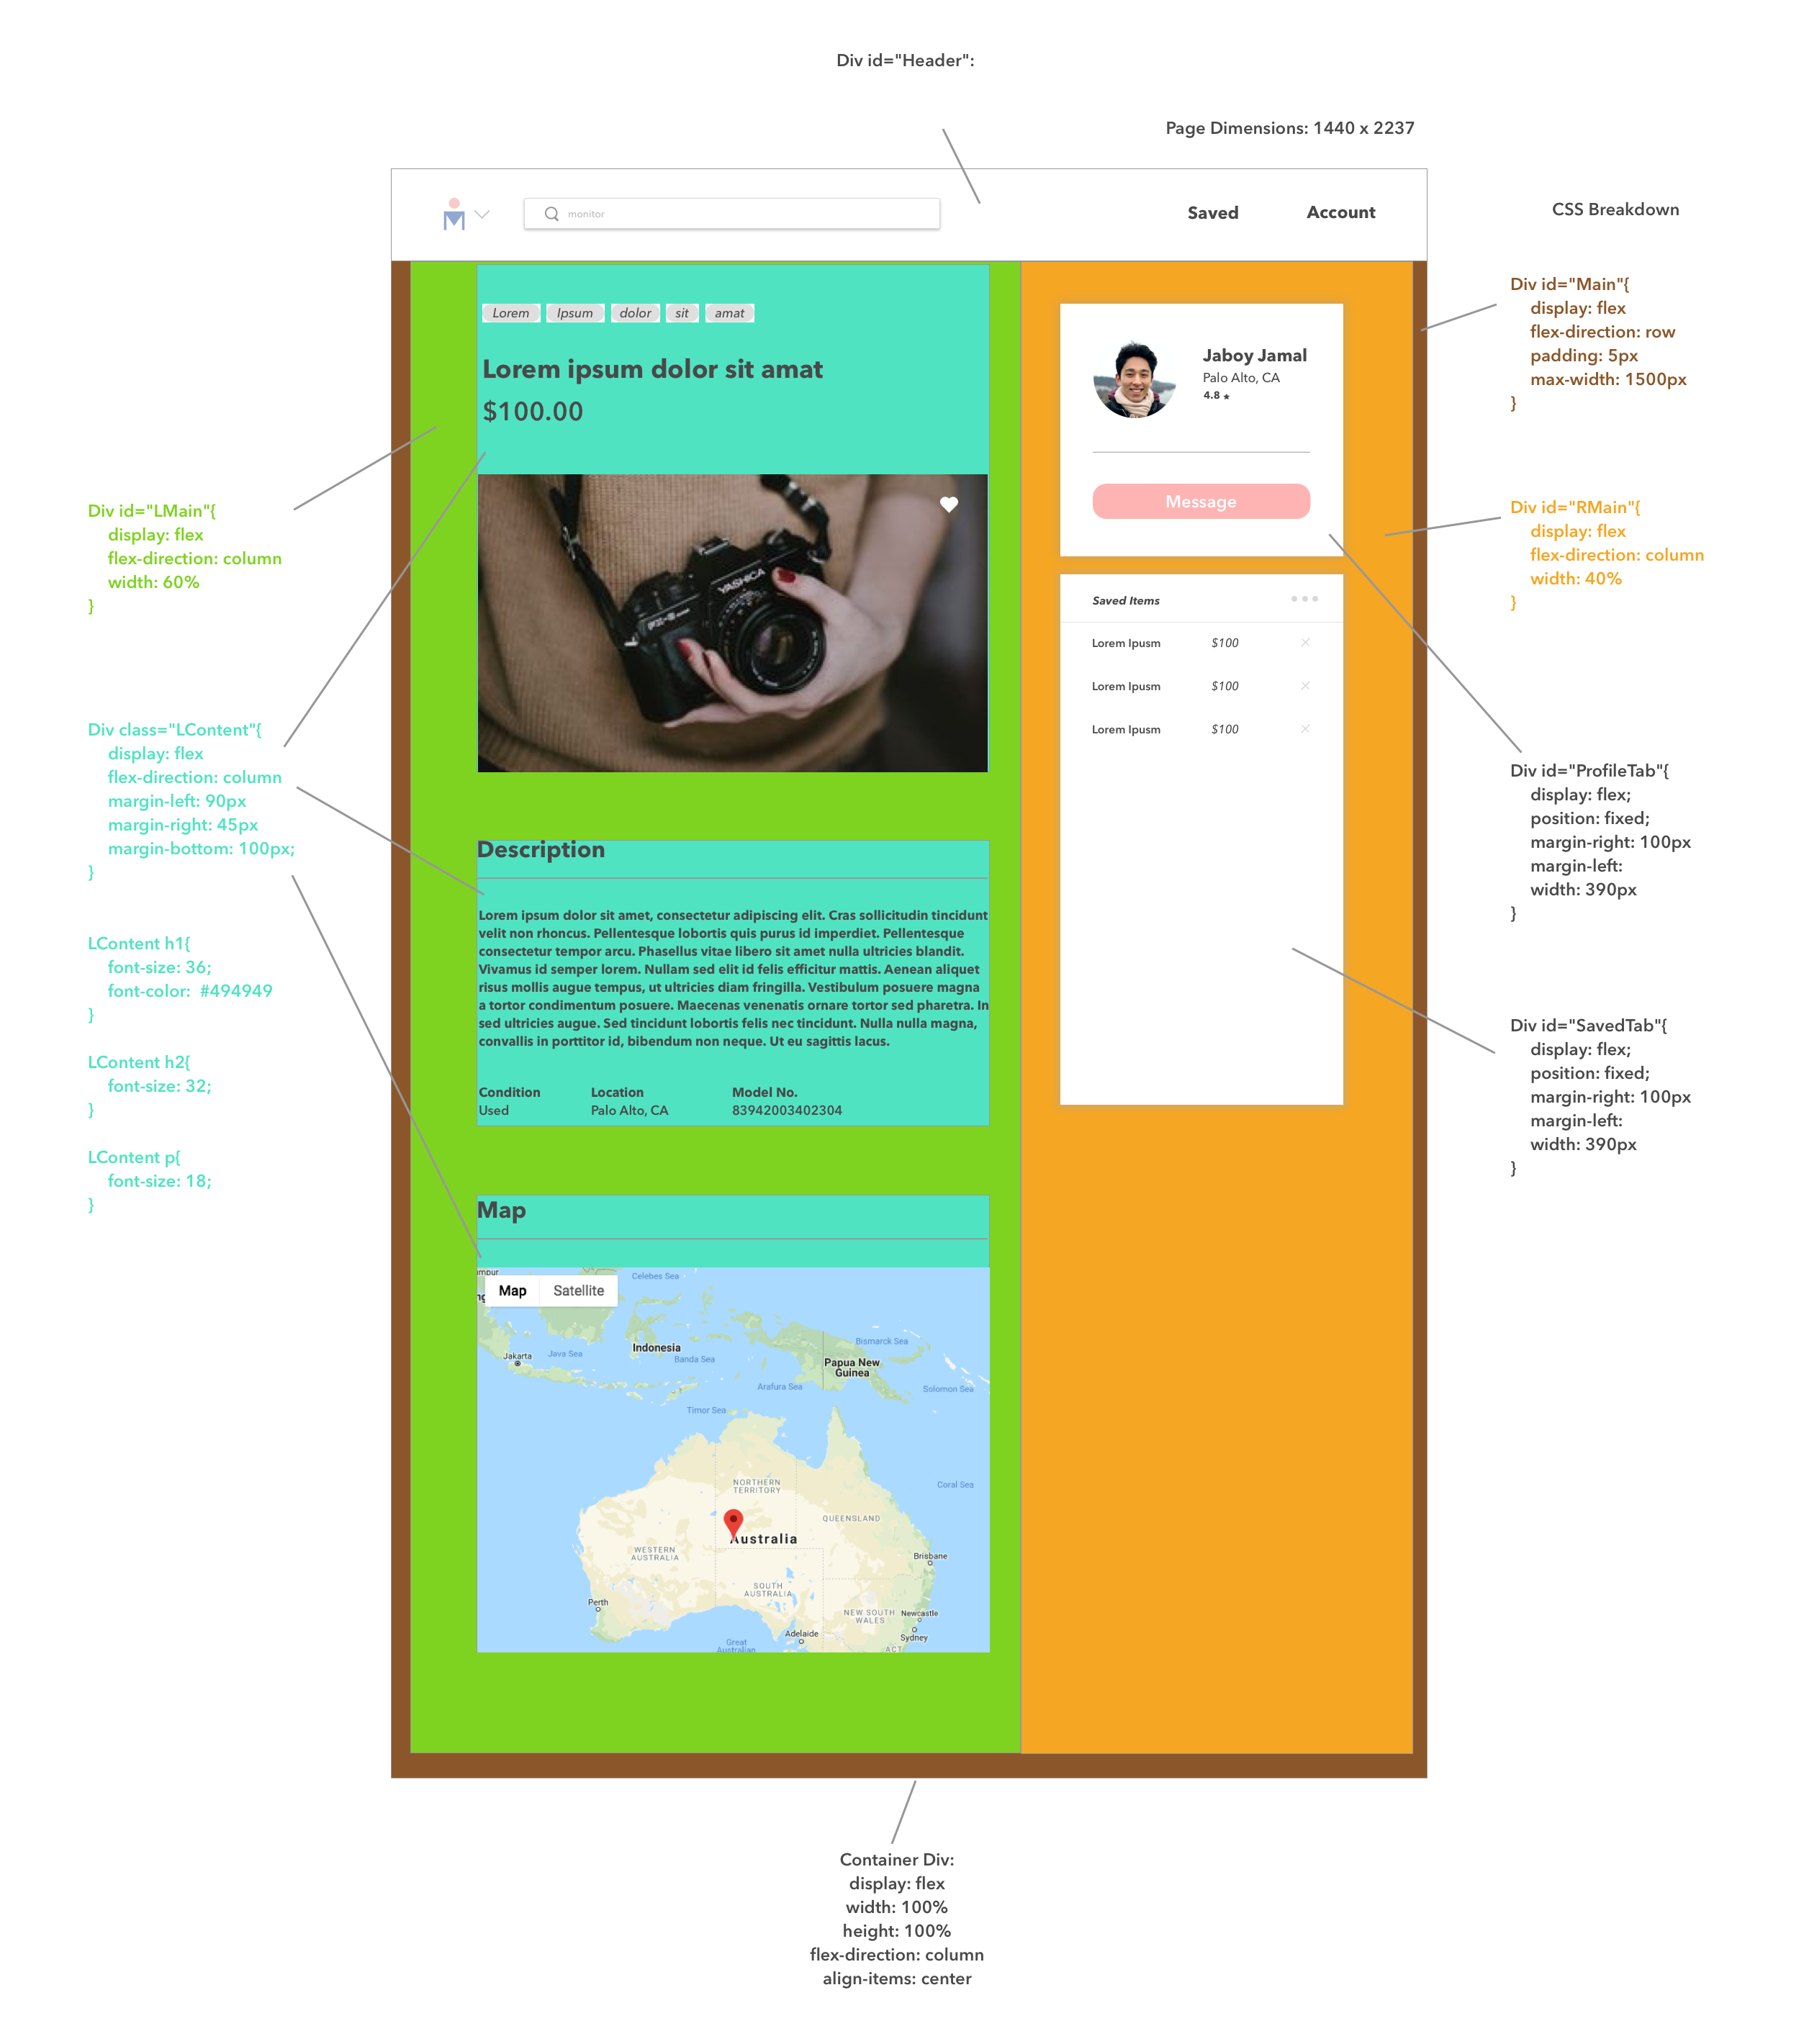 Div id="Header":
Page Dimensions: 1440 x 2237
monitor
Saved
Account
CSS Breakdown
Div id="Main"{
display: flex
flex-direction: row
padding: 5px
max-width: 1500px
}
Lorem
Ipsum
dolor
sit
amat
Lorem ipsum dolor sit amat
$100.00
Jaboy Jamal
Palo Alto, CA
4.8 ★
Message
Div id="LMain"{
display: flex
flex-direction: column
width: 60%
}
YASHICA
Div id="RMain"{
display: flex
flex-direction: column
width: 40%
}
Saved Items
Lorem Ipusm $100
Lorem Ipusm $100
Lorem Ipusm $100
Div class="LContent"{
display: flex
flex-direction: column
margin-left: 90px
margin-right: 45px
margin-bottom: 100px;
}
LContent h1{
font-size: 36;
font-color:  #494949
}
LContent h2{
font-size: 32;
}
LContent p{
font-size: 18;
}
Div id="ProfileTab"{
display: flex;
position: fixed;
margin-right: 100px
margin-left:
width: 390px
}
Div id="SavedTab"{
display: flex;
position: fixed;
margin-right: 100px
margin-left:
width: 390px
}
Description
Lorem ipsum dolor sit amet, consectetur adipiscing elit. Cras sollicitudin tincidunt
velit non rhoncus. Pellentesque lobortis quis purus id imperdiet. Pellentesque
consectetur tempor arcu. Phasellus vitae libero sit amet nulla ultricies blandit.
Vivamus id semper lorem. Nullam sed elit id felis efficitur mattis. Aenean aliquet
risus mollis augue tempus, ut ultricies diam fringilla. Vestibulum posuere magna
a tortor condimentum posuere. Maecenas venenatis ornare tortor sed pharetra. In
sed ultricies augue. Sed tincidunt lobortis felis nec tincidunt. Nulla nulla magna,
convallis in porttitor id, bibendum non neque. Ut eu sagittis lacus.
Condition Location Model No.
Used Palo Alto, CA 83942003402304
Map
Map
Satellite
Celebes Sea
Jakarta
Java Sea
Indonesia
Banda Sea
Bismarck Sea
Papua New
Guinea
Arafura Sea
Solomon Sea
Timor Sea
Coral Sea
NORTHERN
TERRITORY
QUEENSLAND
Australia
WESTERN
AUSTRALIA
Brisbane
SOUTH
AUSTRALIA
Perth
NEW SOUTH
WALES
Newcastle
Adelaide
Sydney
Great
Australian
ACT
Container Div:
display: flex
width: 100%
height: 100%
flex-direction: column
align-items: center